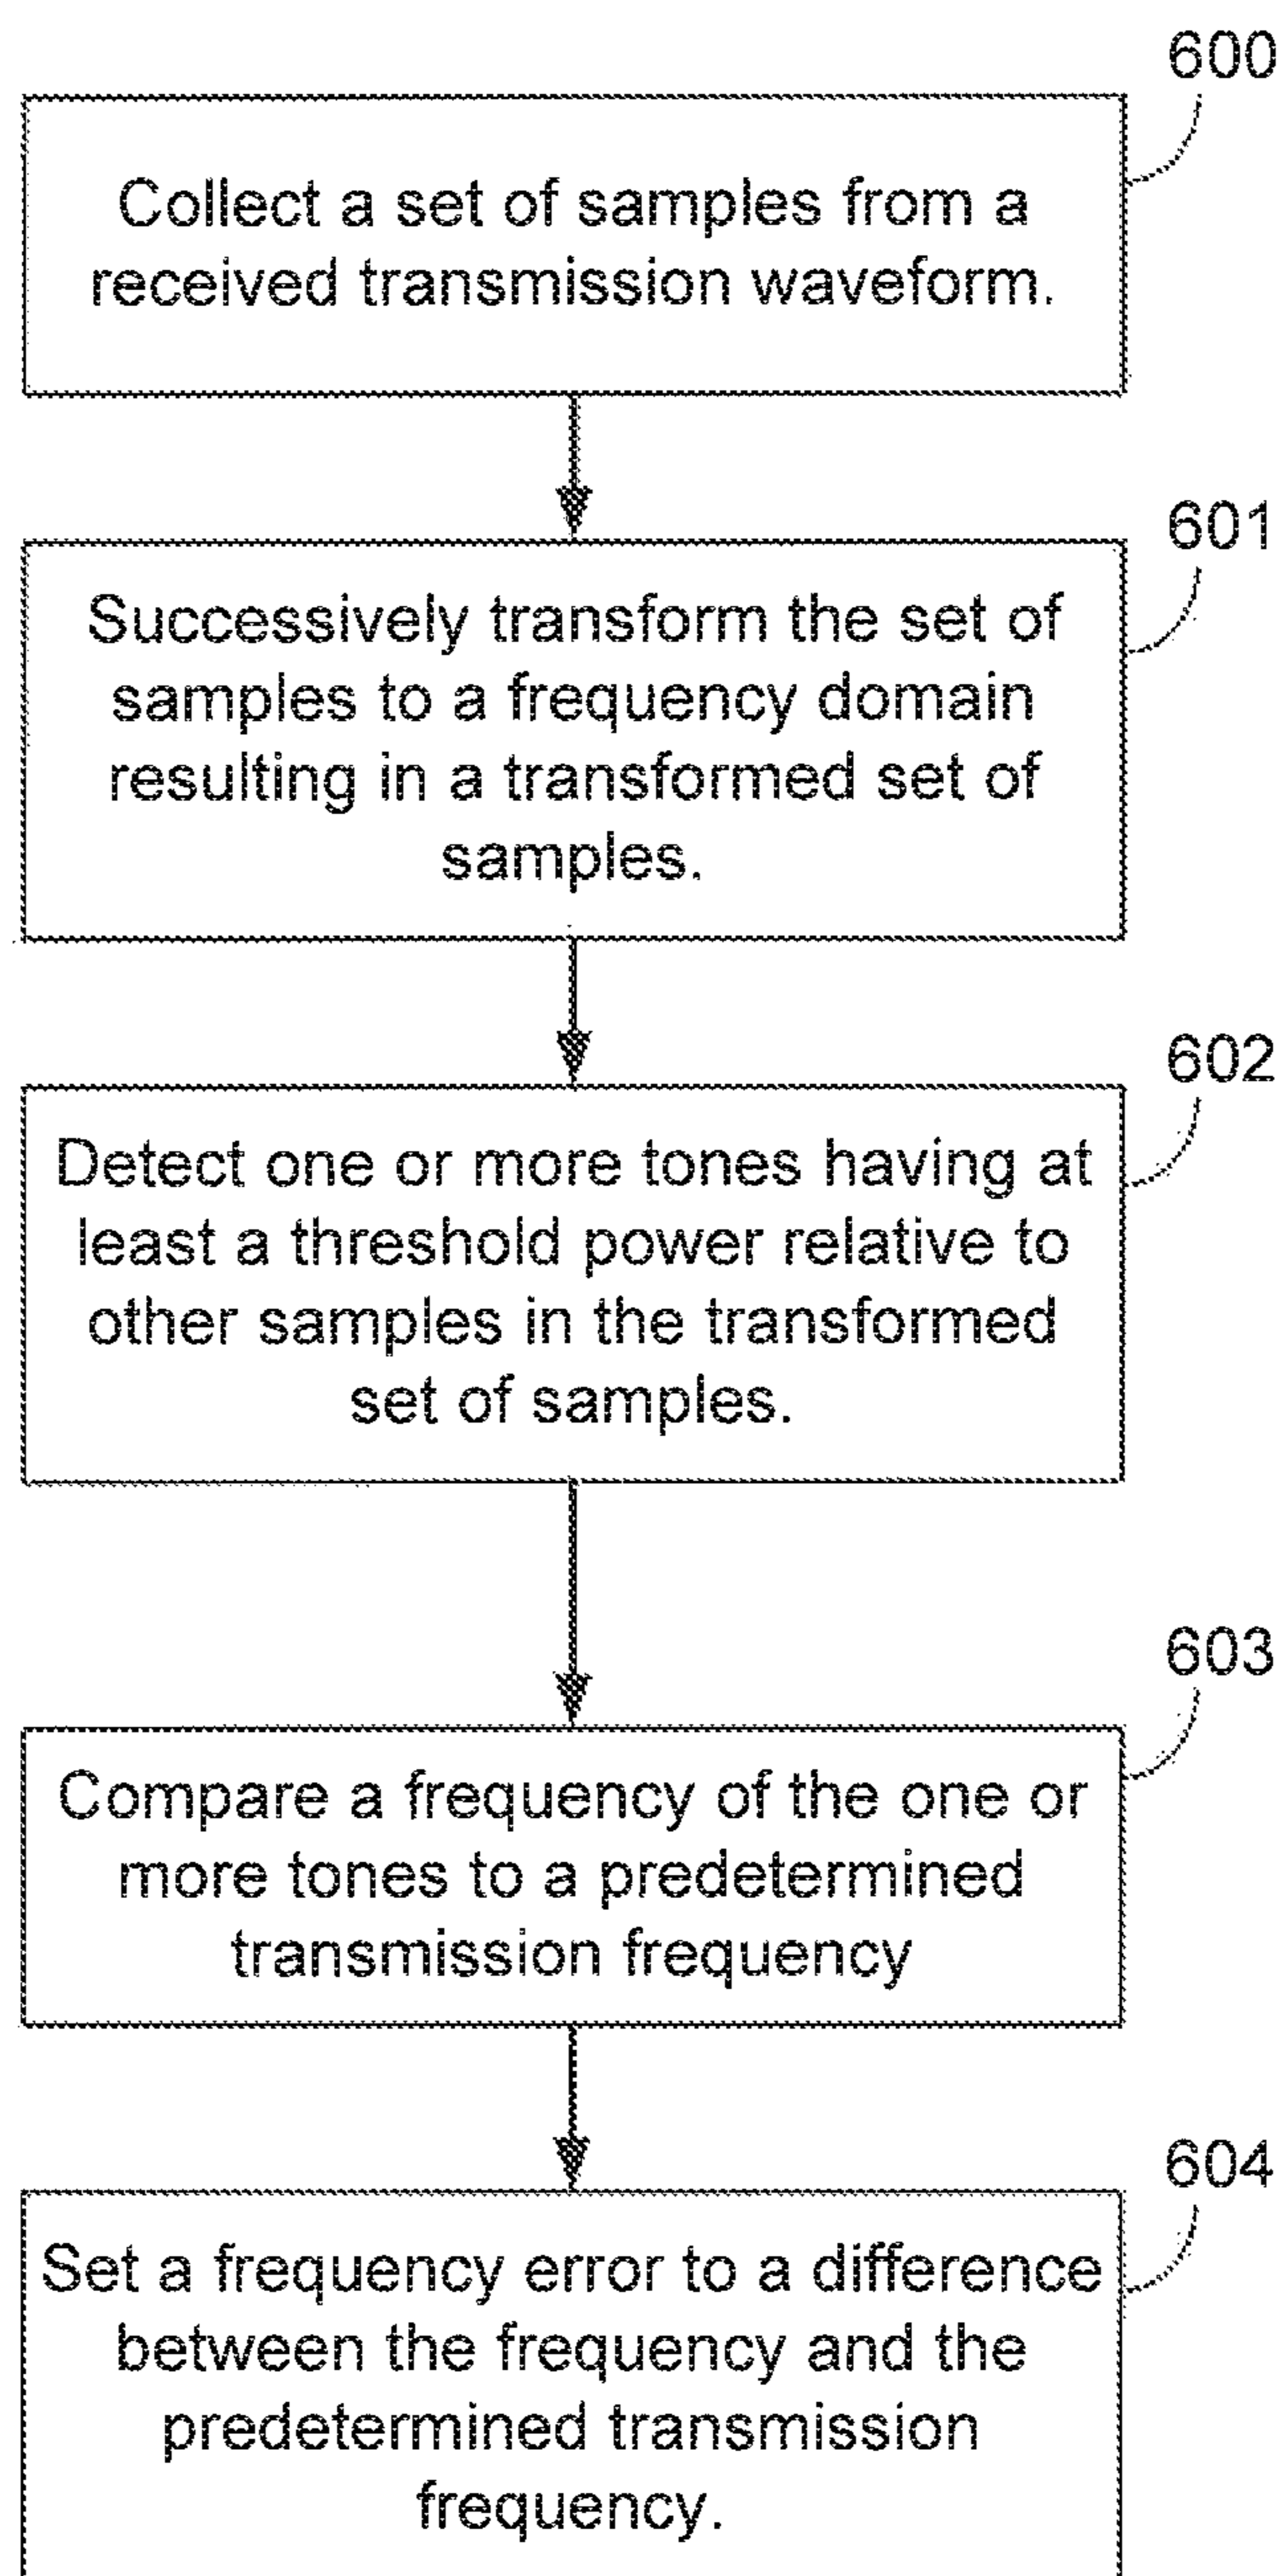 600
Collect a set of samples from a
received transmission waveform.
601
Successively transform the set of
samples to a frequency domain
resulting in a transformed set of
samples.
602
Detect one or more tones having at
least a threshold power relative to
other samples in the transformed
set of samples.
603
Compare a frequency of the one or
more tones to a predetermined
transmission frequency
604
Set a frequency error to a difference
between the frequency and the
predetermined transmission
frequency.